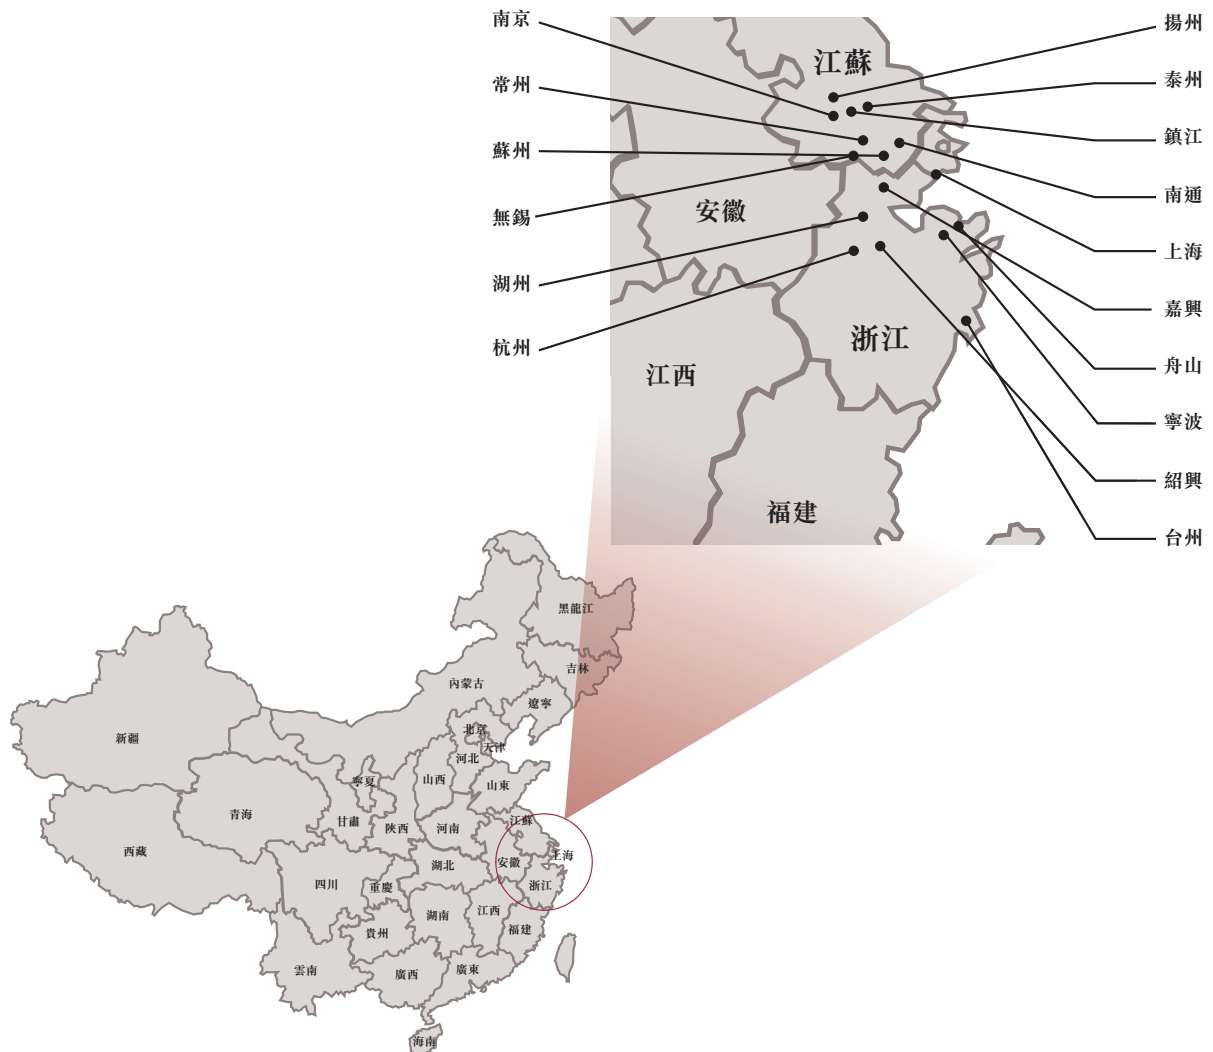 南京
常州
蘇州
無錫
湖州
杭州
江蘇
安徽
浙江
江西
福建
揚州
泰州
鎮江
南通
上海
嘉興
舟山
寧波
紹興
台州
黑龍江
吉林
遼寧
內蒙古
北京
天津
河北
新疆
寧夏
山西
山東
青海
甘肅
陝西
河南
江蘇
西藏
上海
湖北
安徽
四川
重慶
浙江
湖南
江西
貴州
福建
雲南
廣西
廣東
海南